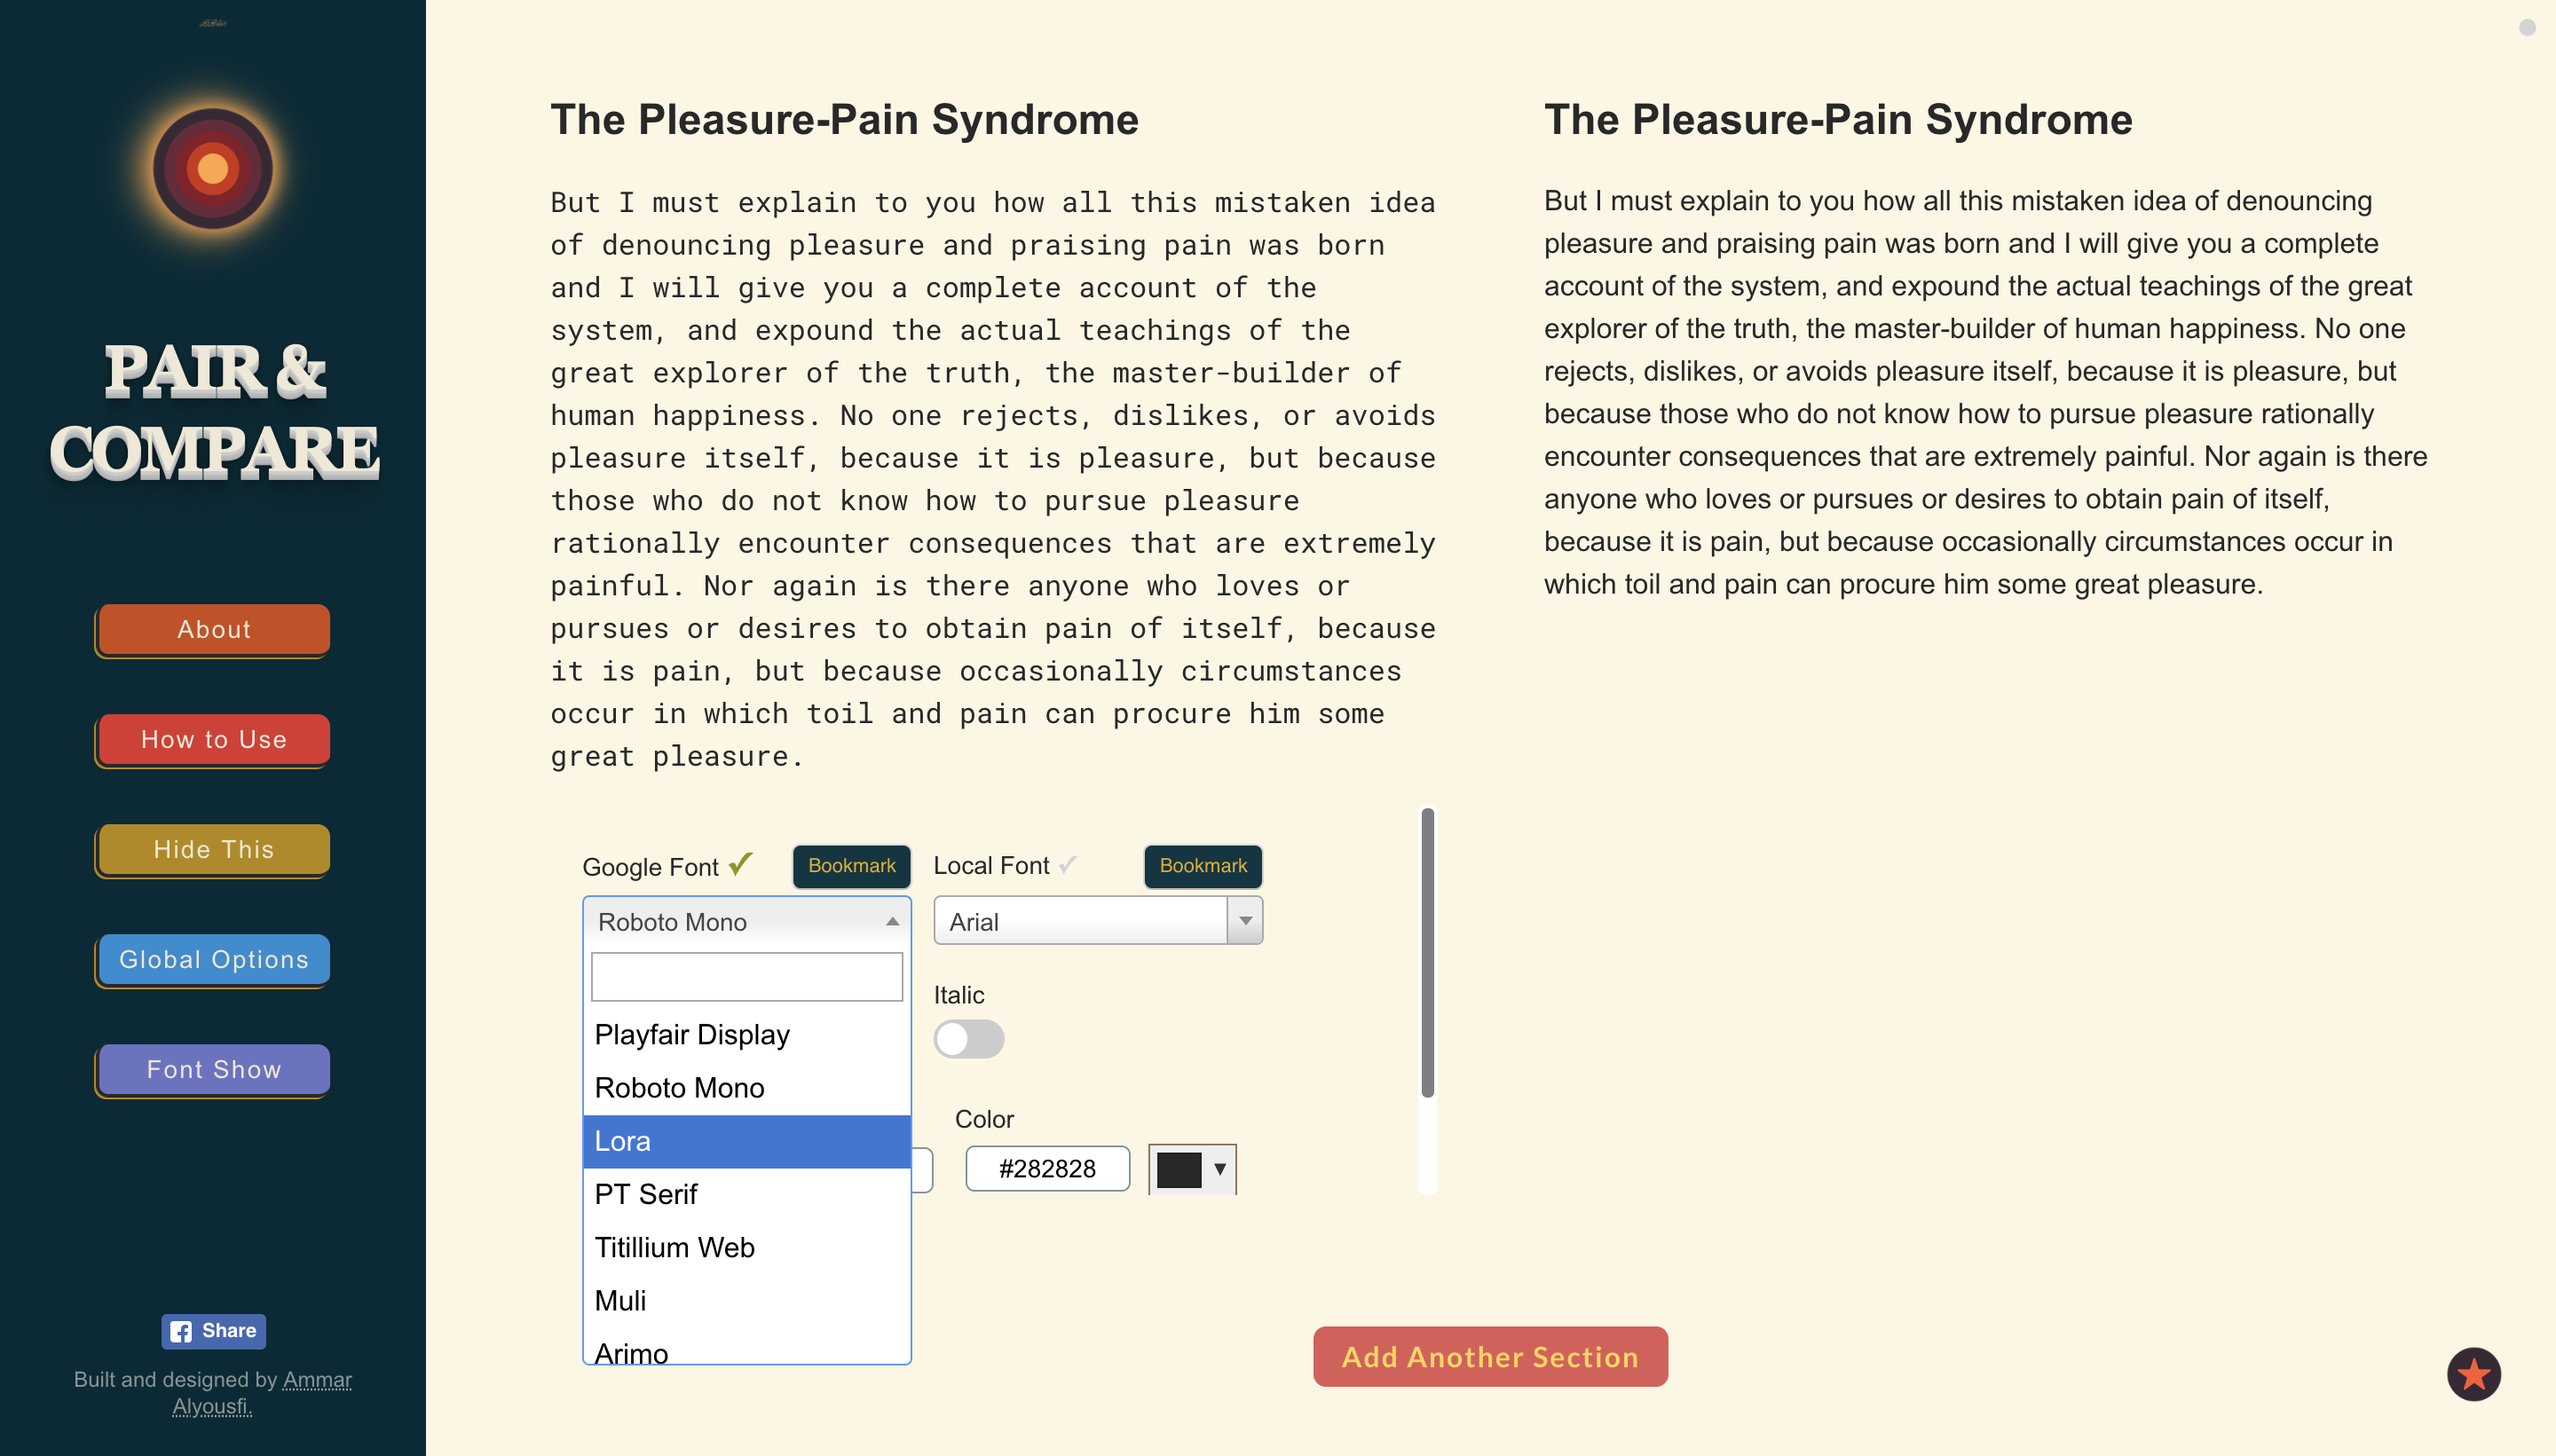 PAIR &
COMPARE
About
How to Use
Hide This
Global Options
Font Show
Share
Built and designed by Ammar
Alyousfi.
The Pleasure-Pain Syndrome
But I must explain to you how all this mistaken idea
of denouncing pleasure and praising pain was born
and I will give you a complete account of the
system, and expound the actual teachings of the
great explorer of the truth, the master-builder of
human happiness. No one rejects, dislikes, or avoids
pleasure itself, because it is pleasure, but because
those who do not know how to pursue pleasure
rationally encounter consequences that are extremely
painful. Nor again is there anyone who loves or
pursues or desires to obtain pain of itself, because
it is pain, but because occasionally circumstances
occur in which toil and pain can procure him some
great pleasure.
The Pleasure-Pain Syndrome
But I must explain to you how all this mistaken idea of denouncing
pleasure and praising pain was born and I will give you a complete
account of the system, and expound the actual teachings of the great
explorer of the truth, the master-builder of human happiness. No one
rejects, dislikes, or avoids pleasure itself, because it is pleasure, but
because those who do not know how to pursue pleasure rationally
encounter consequences that are extremely painful. Nor again is there
anyone who loves or pursues or desires to obtain pain of itself,
because it is pain, but because occasionally circumstances occur in
which toil and pain can procure him some great pleasure.
Google Font
Bookmark
Local Font
Bookmark
Roboto Mono
Arial
Playfair Display
Roboto Mono
Lora
PT Serif
Titillium Web
Muli
Arimo
Italic
Color
#282828
Add Another Section